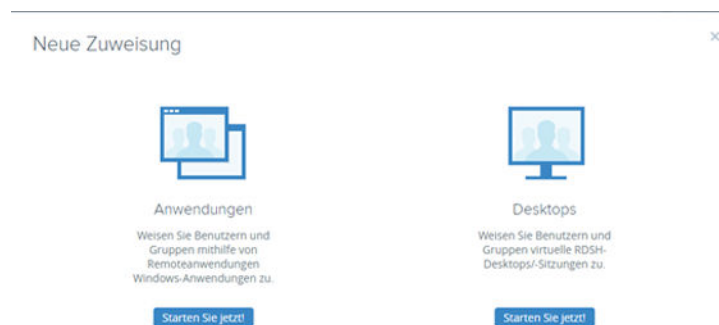 Neue Zuweisung
×
Anwendungen
Weisen Sie Benutzern und
Gruppen mithilfe von
Remoteanwendungen
Windows-Anwendungen zu.
Starten Sie jetzt!
Desktops
Weisen Sie Benutzern und
Gruppen virtuelle RDSH-
Desktops/-Sitzungen zu.
Starten Sie jetzt!